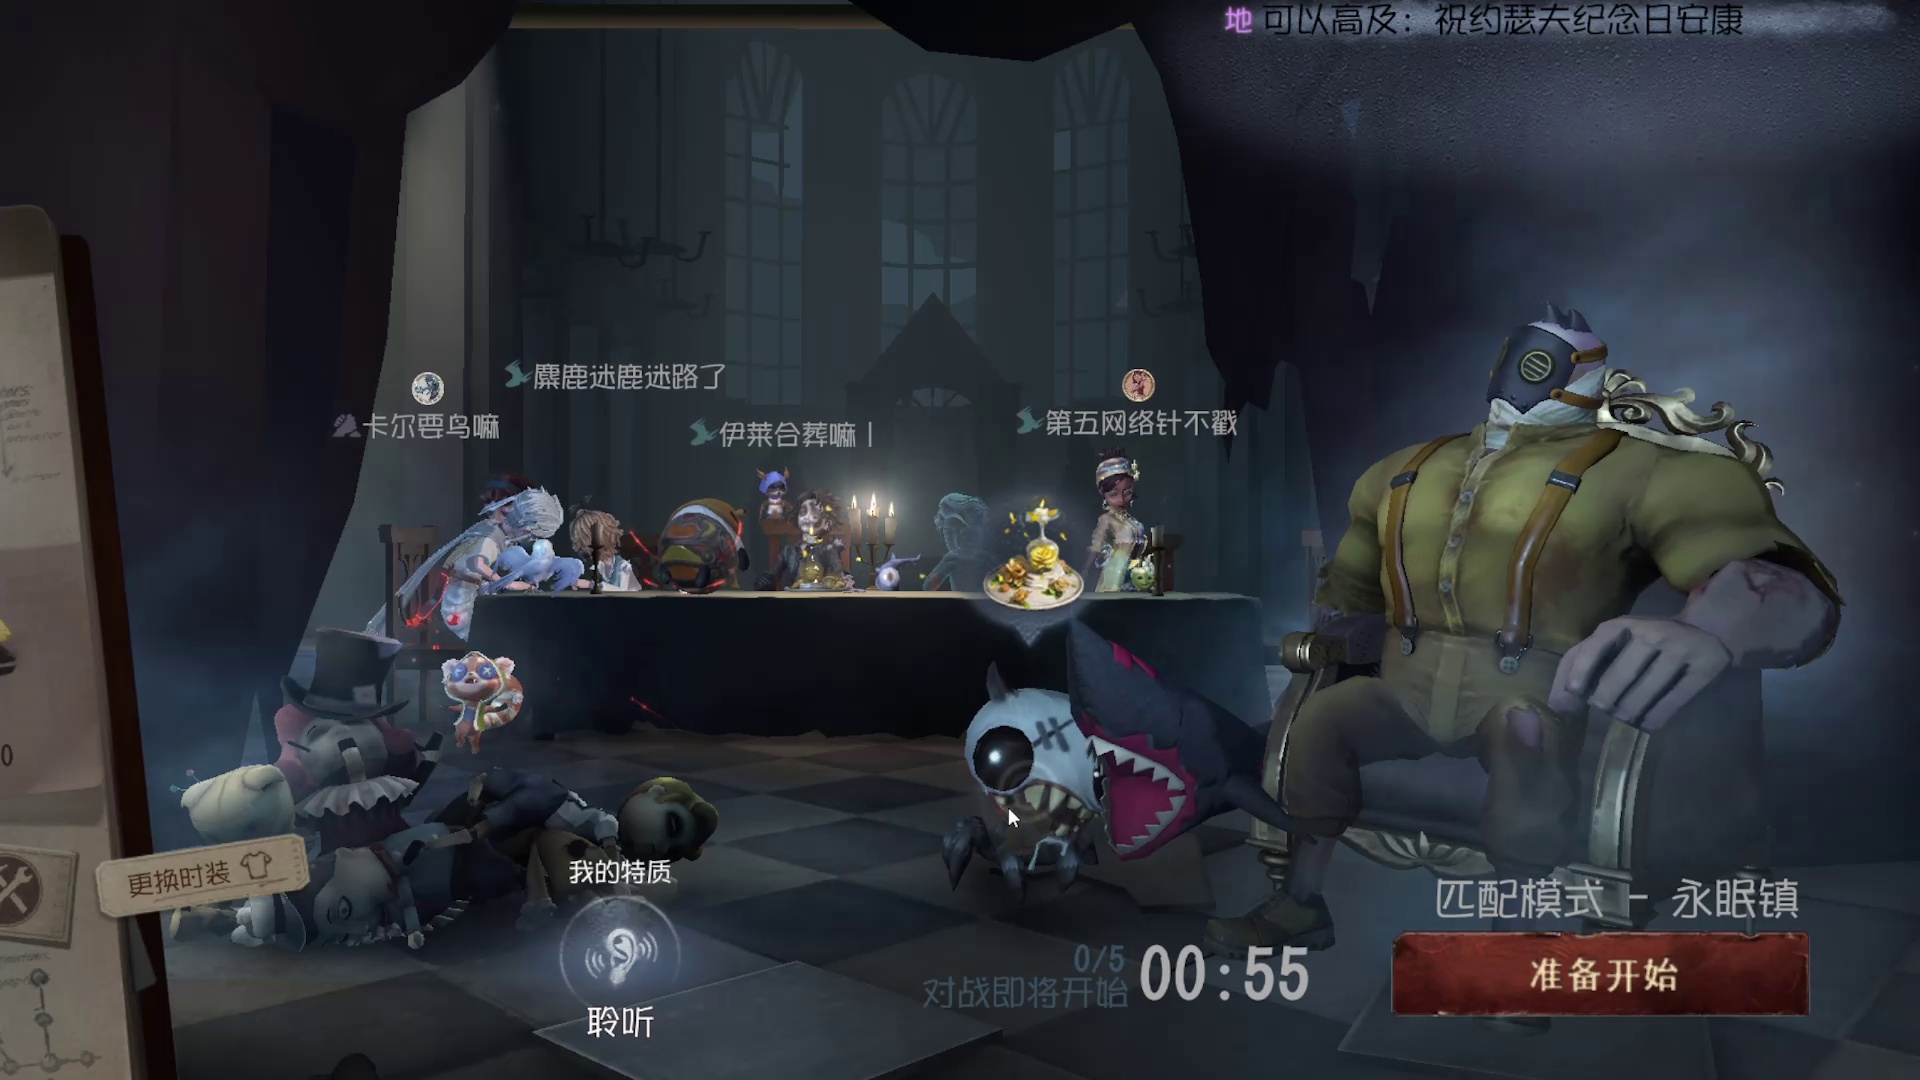 地 可以高及：祝约瑟夫纪念日安康
麋鹿迷鹿迷路了
卡尔要鸟嘛
伊莱合葬嘛丨
第五网络针不戳
0
更换时装
我的特质
聆听
0/5
对战即将开始
00:55
匹配模式 - 永眠镇
准备开始